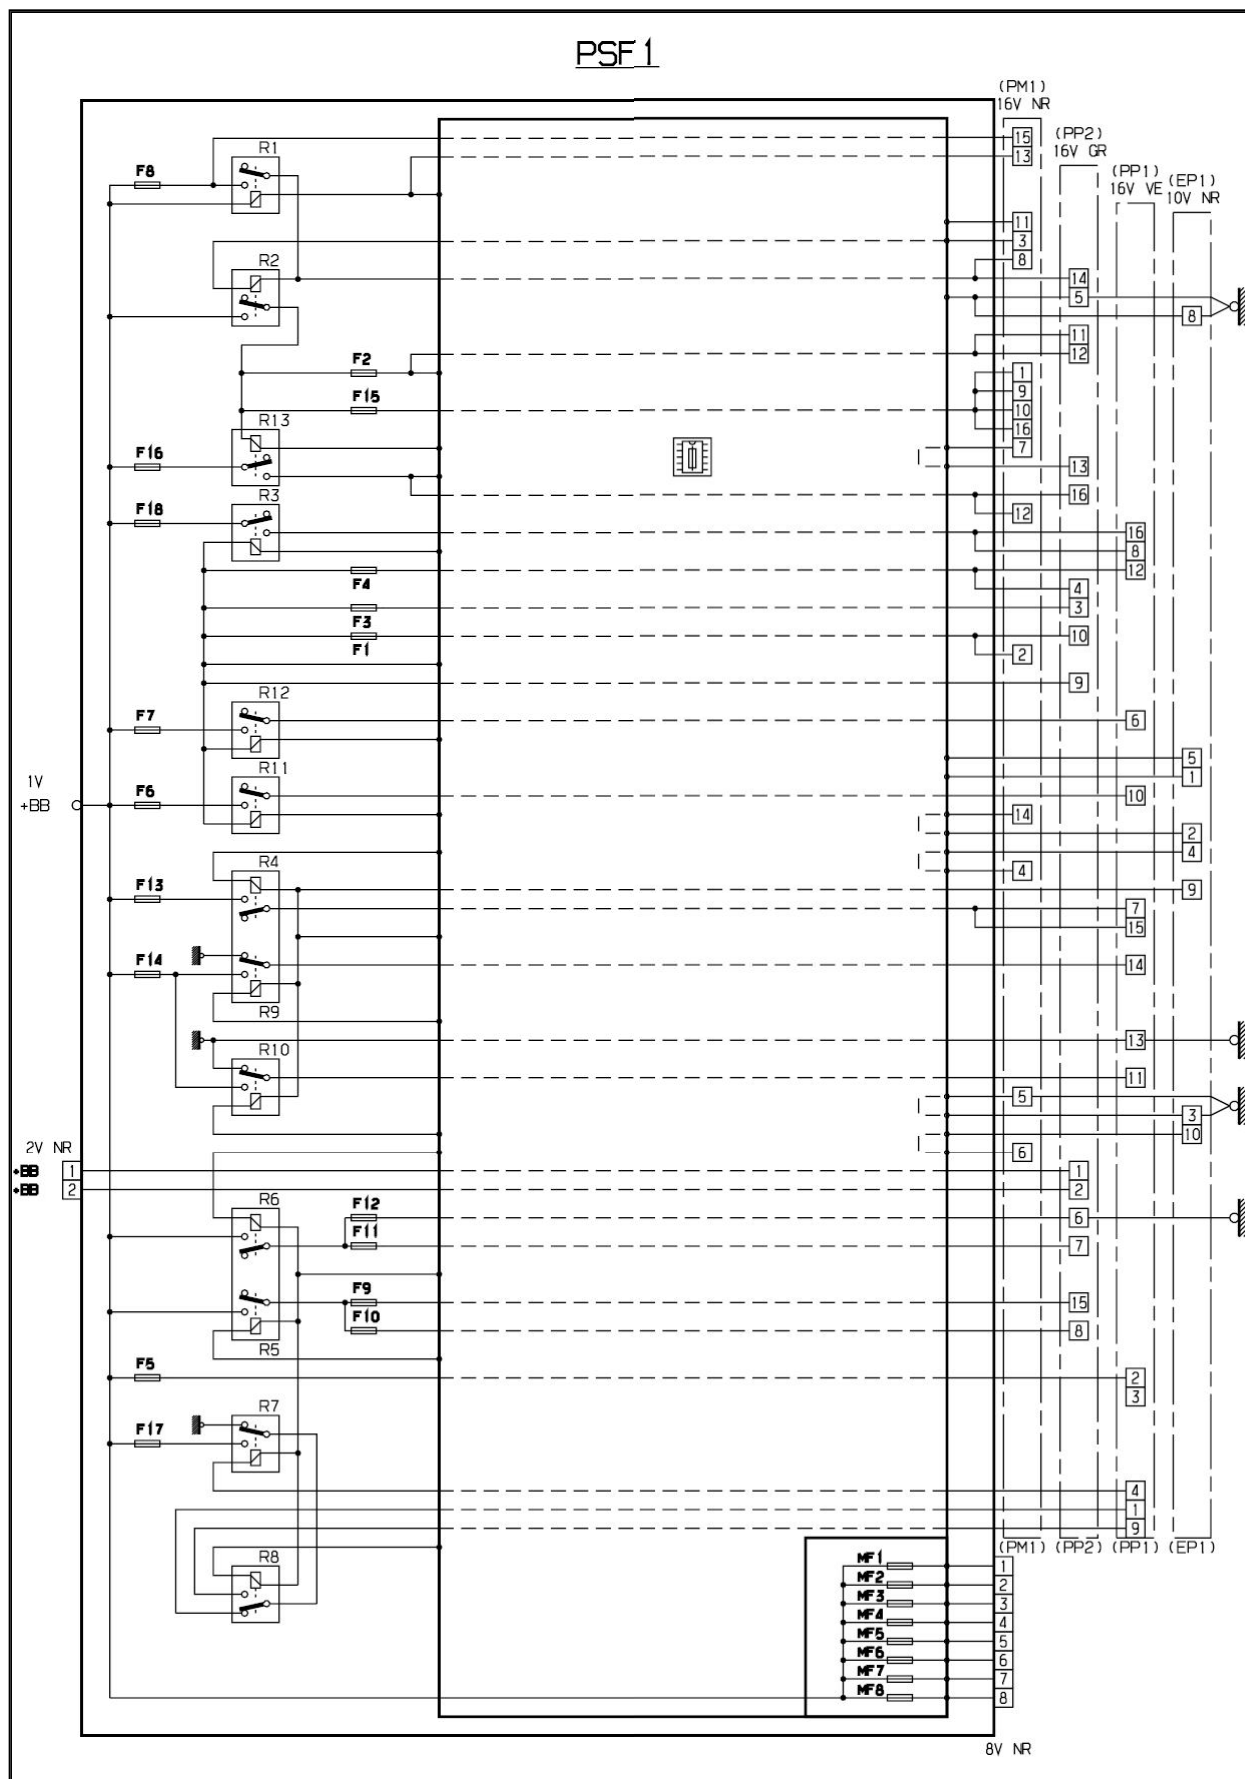 PSF1
(PM1)
16V NR
(PP2)
16V GR
(PP1)
16V VE
(EP1)
10V NR
15
R1
13
F8
11
3
R2
8
14
5
8
11
F2
12
1
F15
9
10
R13
16
7
F16
13
R3
16
F18
12
16
8
12
F4
4
3
F3
10
F1
2
9
R12
F7
6
5
R11
1
1V
F6
10
+BB
14
2
R4
4
F13
4
9
7
15
F14
14
R9
13
R10
11
5
3
10
2V NR
6
+BB 1
1
+BB 2
2
R6
F12
6
F11
7
F9
15
F10
8
R5
F5
2
3
R7
F17
4
1
9
(PM1) (PP2) (PP1) (EP1)
R8
MF1 1
MF2 2
MF3 3
MF4 4
MF5 5
MF6 6
MF7 7
MF8 8
8V NR